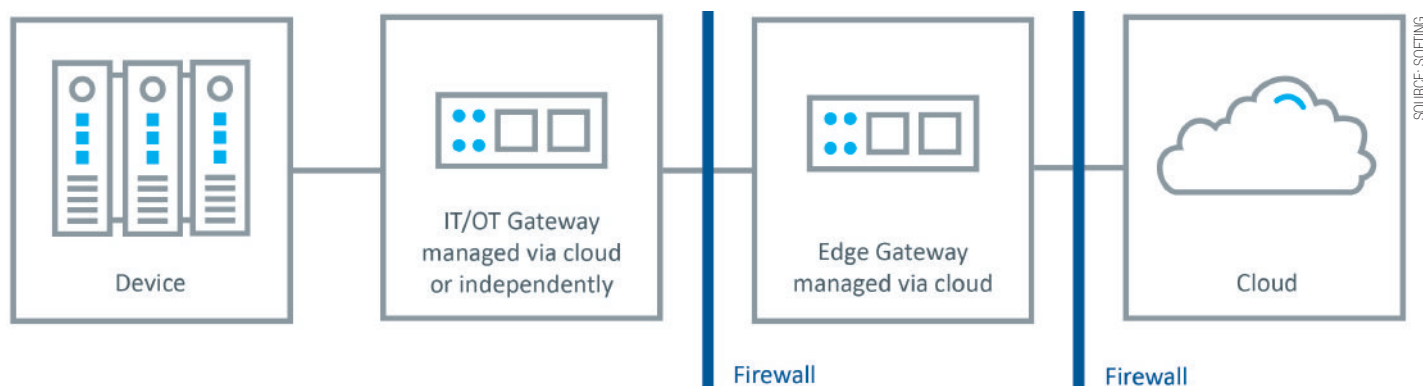 SOURCE: SOFTING
Device
IT/OT Gateway
managed via cloud
or independently
Edge Gateway
managed via cloud
Cloud
Firewall
Firewall